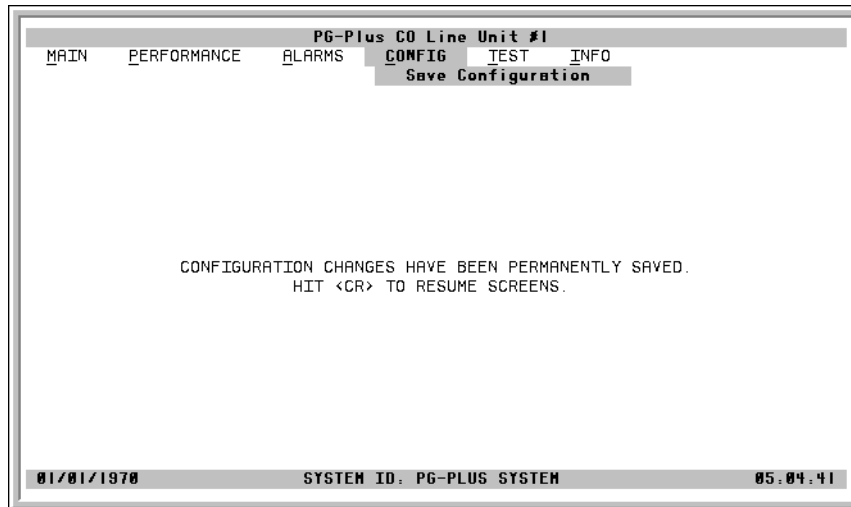 PG-Plus CO Line Unit #1
MAIN PERFORMANCE ALARMS CONFIG TEST INFO
Save Configuration
CONFIGURATION CHANGES HAVE BEEN PERMANENTLY SAVED.
HIT <CR> TO RESUME SCREENS.
01/01/1970 SYSTEM ID: PG-PLUS SYSTEM 05:04:41